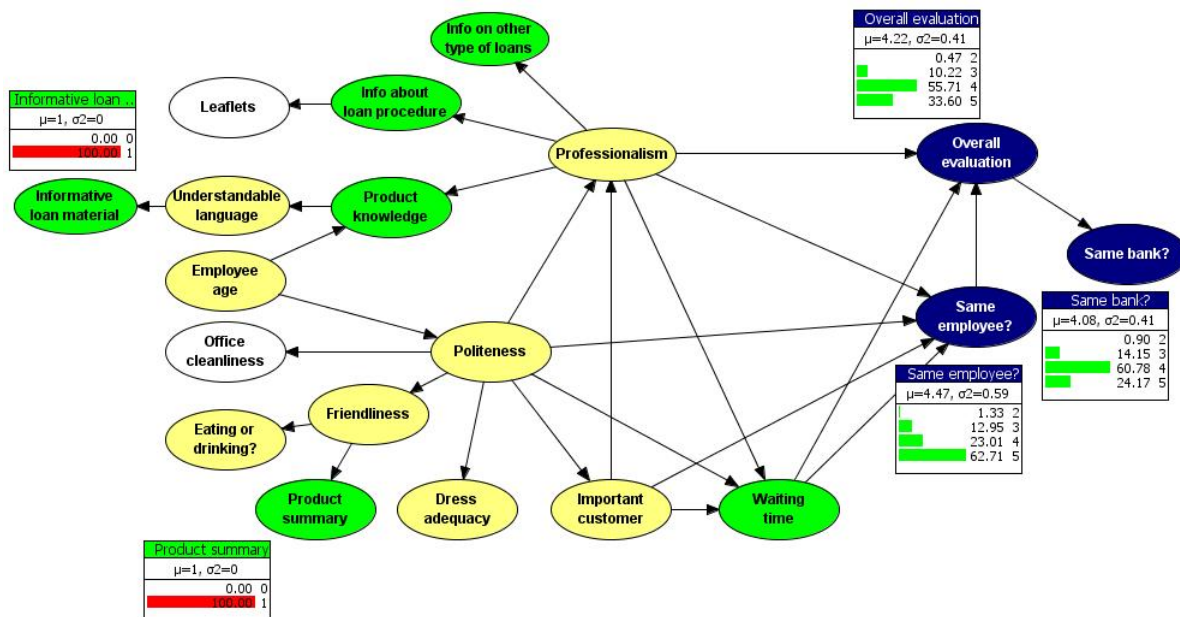 Info on other
type of loans
Overall evaluation
μ=4.22, σ2=0.41
0.47 2
10.22 3
55.71 4
33.60 5
Informative loan ..
μ=1, σ2=0
0.00 0
100.00 1
Leaflets
Info about
loan procedure
Professionalism
Overall
evaluation
Informative
loan material
Understandable
language
Product
knowledge
Same bank?
Employee
age
Same
employee?
Same bank?
μ=4.08, σ2=0.41
0.90 2
14.15 3
60.78 4
24.17 5
Office
cleanliness
Politeness
Same employee?
μ=4.47, σ2=0.59
1.33 2
12.95 3
23.01 4
62.71 5
Friendliness
Eating or
drinking?
Product
summary
Dress
adequacy
Important
customer
Waiting
time
Product summary
μ=1, σ2=0
0.00 0
100.00 1